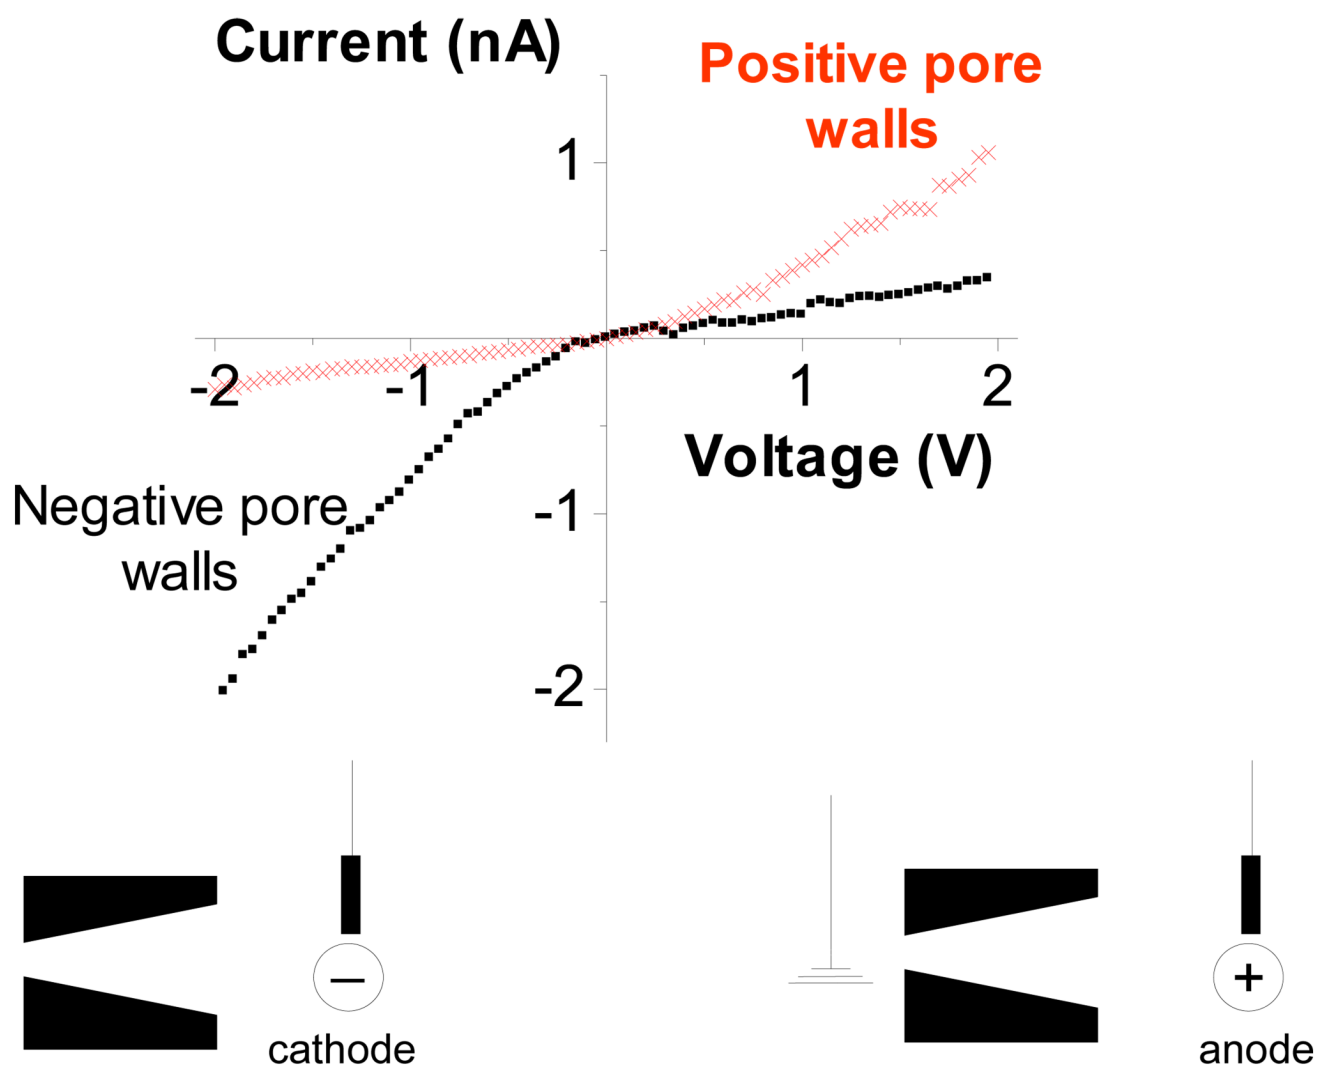 Current (nA)
Positive pore
walls
1
-2
-1
1
2
Voltage (V)
Negative pore
walls
-1
-2
–
+
cathode
anode